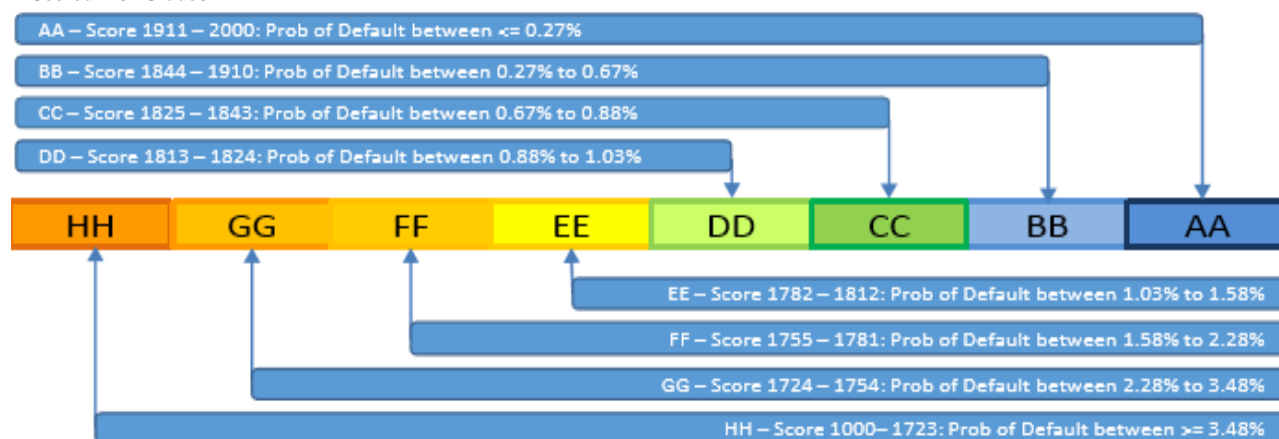 AA – Score 1911 – 2000: Prob of Default between <= 0.27%
BB – Score 1844 – 1910: Prob of Default between 0.27% to 0.67%
CC – Score 1825 – 1843: Prob of Default between 0.67% to 0.88%
DD – Score 1813 – 1824: Prob of Default between 0.88% to 1.03%
HH GG FF EE DD CC BB AA
EE – Score 1782 – 1812: Prob of Default between 1.03% to 1.58%
FF – Score 1755 – 1781: Prob of Default between 1.58% to 2.28%
GG – Score 1724 – 1754: Prob of Default between 2.28% to 3.48%
HH – Score 1000– 1723: Prob of Default between >= 3.48%